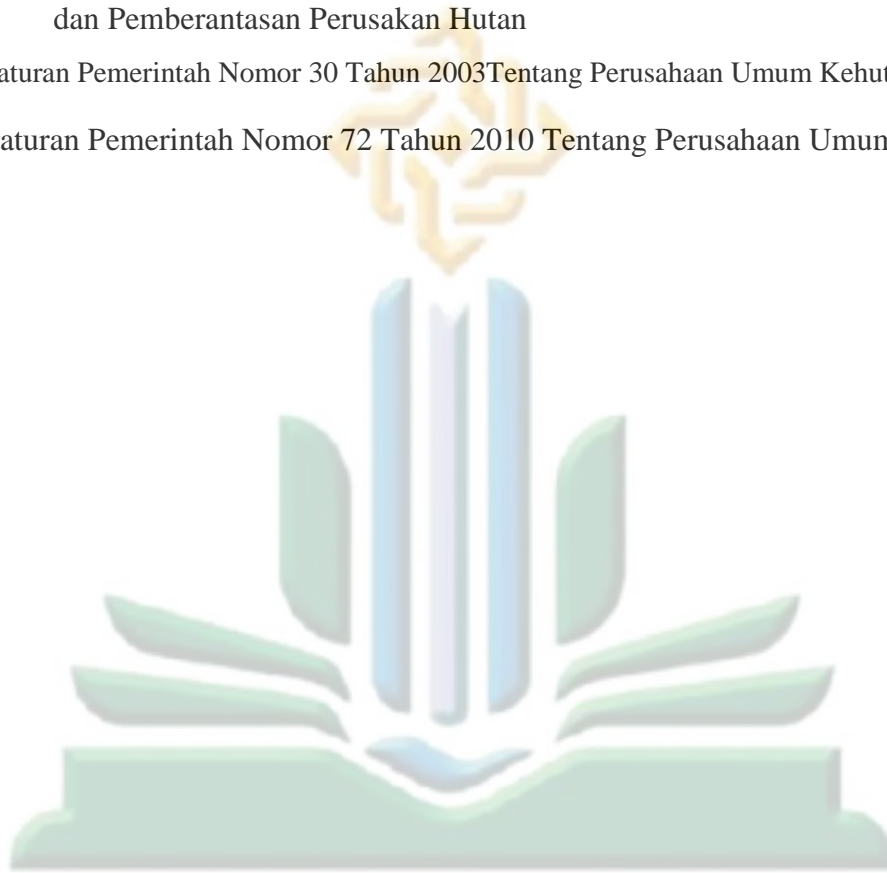 dan Pemberantasan Perusakan Hutan
aturan Pemerintah Nomor 30 Tahun 2003Tentang Perusahaan Umum Kehut
aturan Pemerintah Nomor 72 Tahun 2010 Tentang Perusahaan Umum